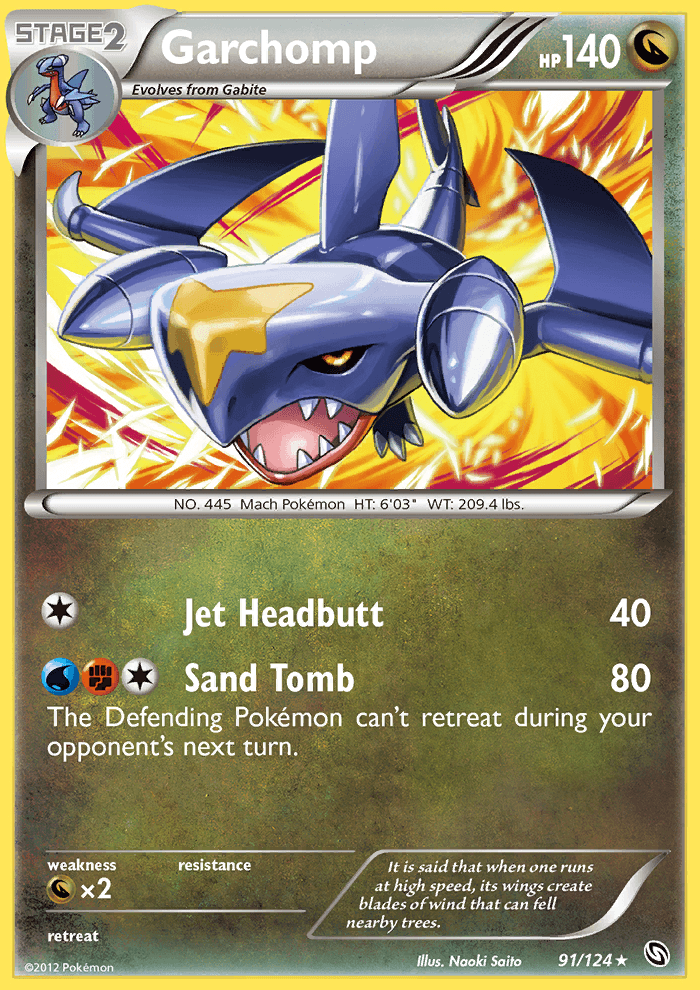 STAGE2
Garchomp
HP140
Evolves from Gabite
NO. 445 Mach Pokémon HT: 6'03" WT: 209.4 lbs.
Jet Headbutt 40
Sand Tomb 80
The Defending Pokémon can't retreat during your
opponent's next turn.
weakness resistance
×2
retreat
It is said that when one runs
at high speed, its wings create
blades of wind that can fell
nearby trees.
©2012 Pokémon
Illus. Naoki Saito 91/124★